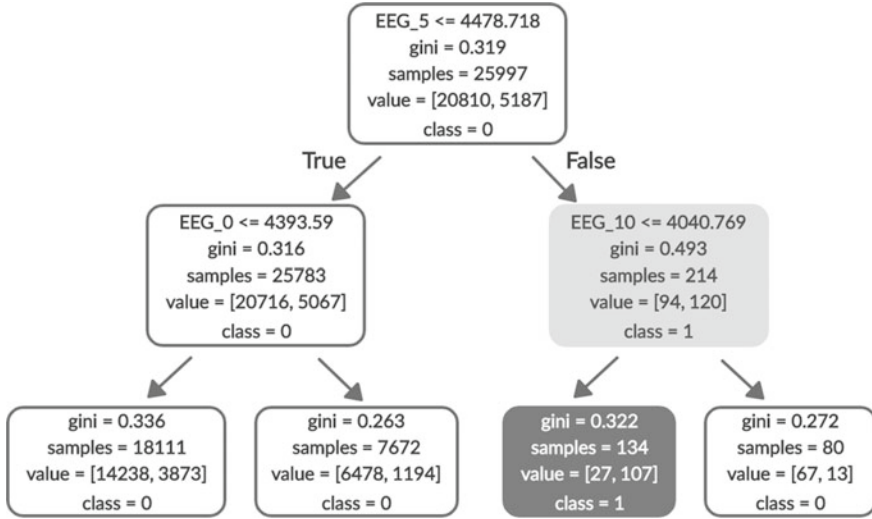 EEG_5 <= 4478.718
gini = 0.319
samples = 25997
value = [20810, 5187]
class = 0
True
False
EEG_0 <= 4393.59
gini = 0.316
samples = 25783
value = [20716, 5067]
class = 0
EEG_10 <= 4040.769
gini = 0.493
samples = 214
value = [94, 120]
class = 1
gini = 0.336
samples = 18111
value = [14238, 3873]
class = 0
gini = 0.263
samples = 7672
value = [6478, 1194]
class = 0
gini = 0.322
samples = 134
value = [27, 107]
class = 1
gini = 0.272
samples = 80
value = [67, 13]
class = 0